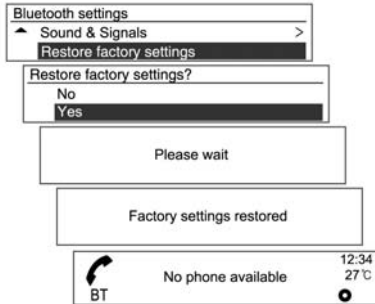 Bluetooth settings
Sound & Signals >
Restore factory settings
Restore factory settings?
No
Yes
Please wait
Factory settings restored
12:34
No phone available 27°C
BT